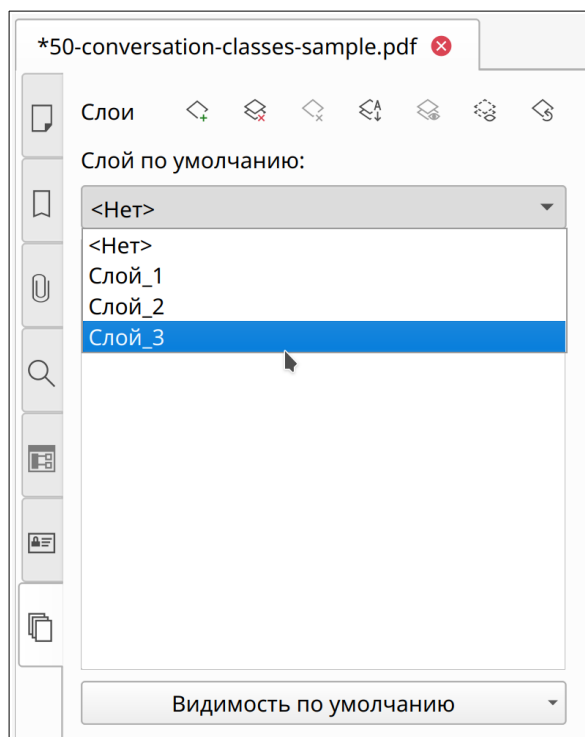 *50-conversation-classes-sample.pdf
Слои
Слой по умолчанию:
<Нет>
<Нет>
Слой_1
Слой_2
Слой_3
Видимость по умолчанию